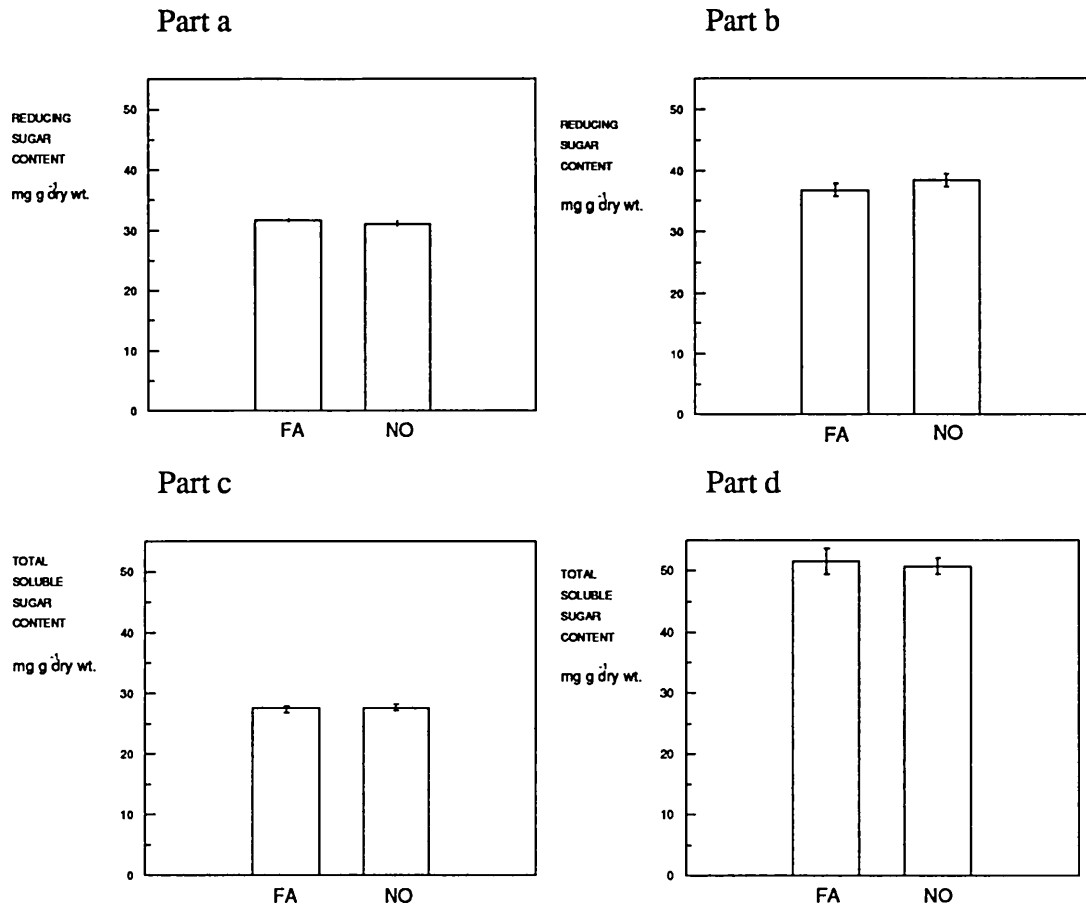 Part a
REDUCING
SUGAR
CONTENT
mg g⁻¹ dry wt.
50
40
30
20
10
0
FA NO
Part b
REDUCING
SUGAR
CONTENT
mg g⁻¹ dry wt.
50
40
30
20
10
0
FA NO
Part c
TOTAL
SOLUBLE
SUGAR
CONTENT
mg g⁻¹ dry wt.
50
40
30
20
10
0
FA NO
Part d
TOTAL
SOLUBLE
SUGAR
CONTENT
mg g⁻¹ dry wt.
50
40
30
20
10
0
FA NO